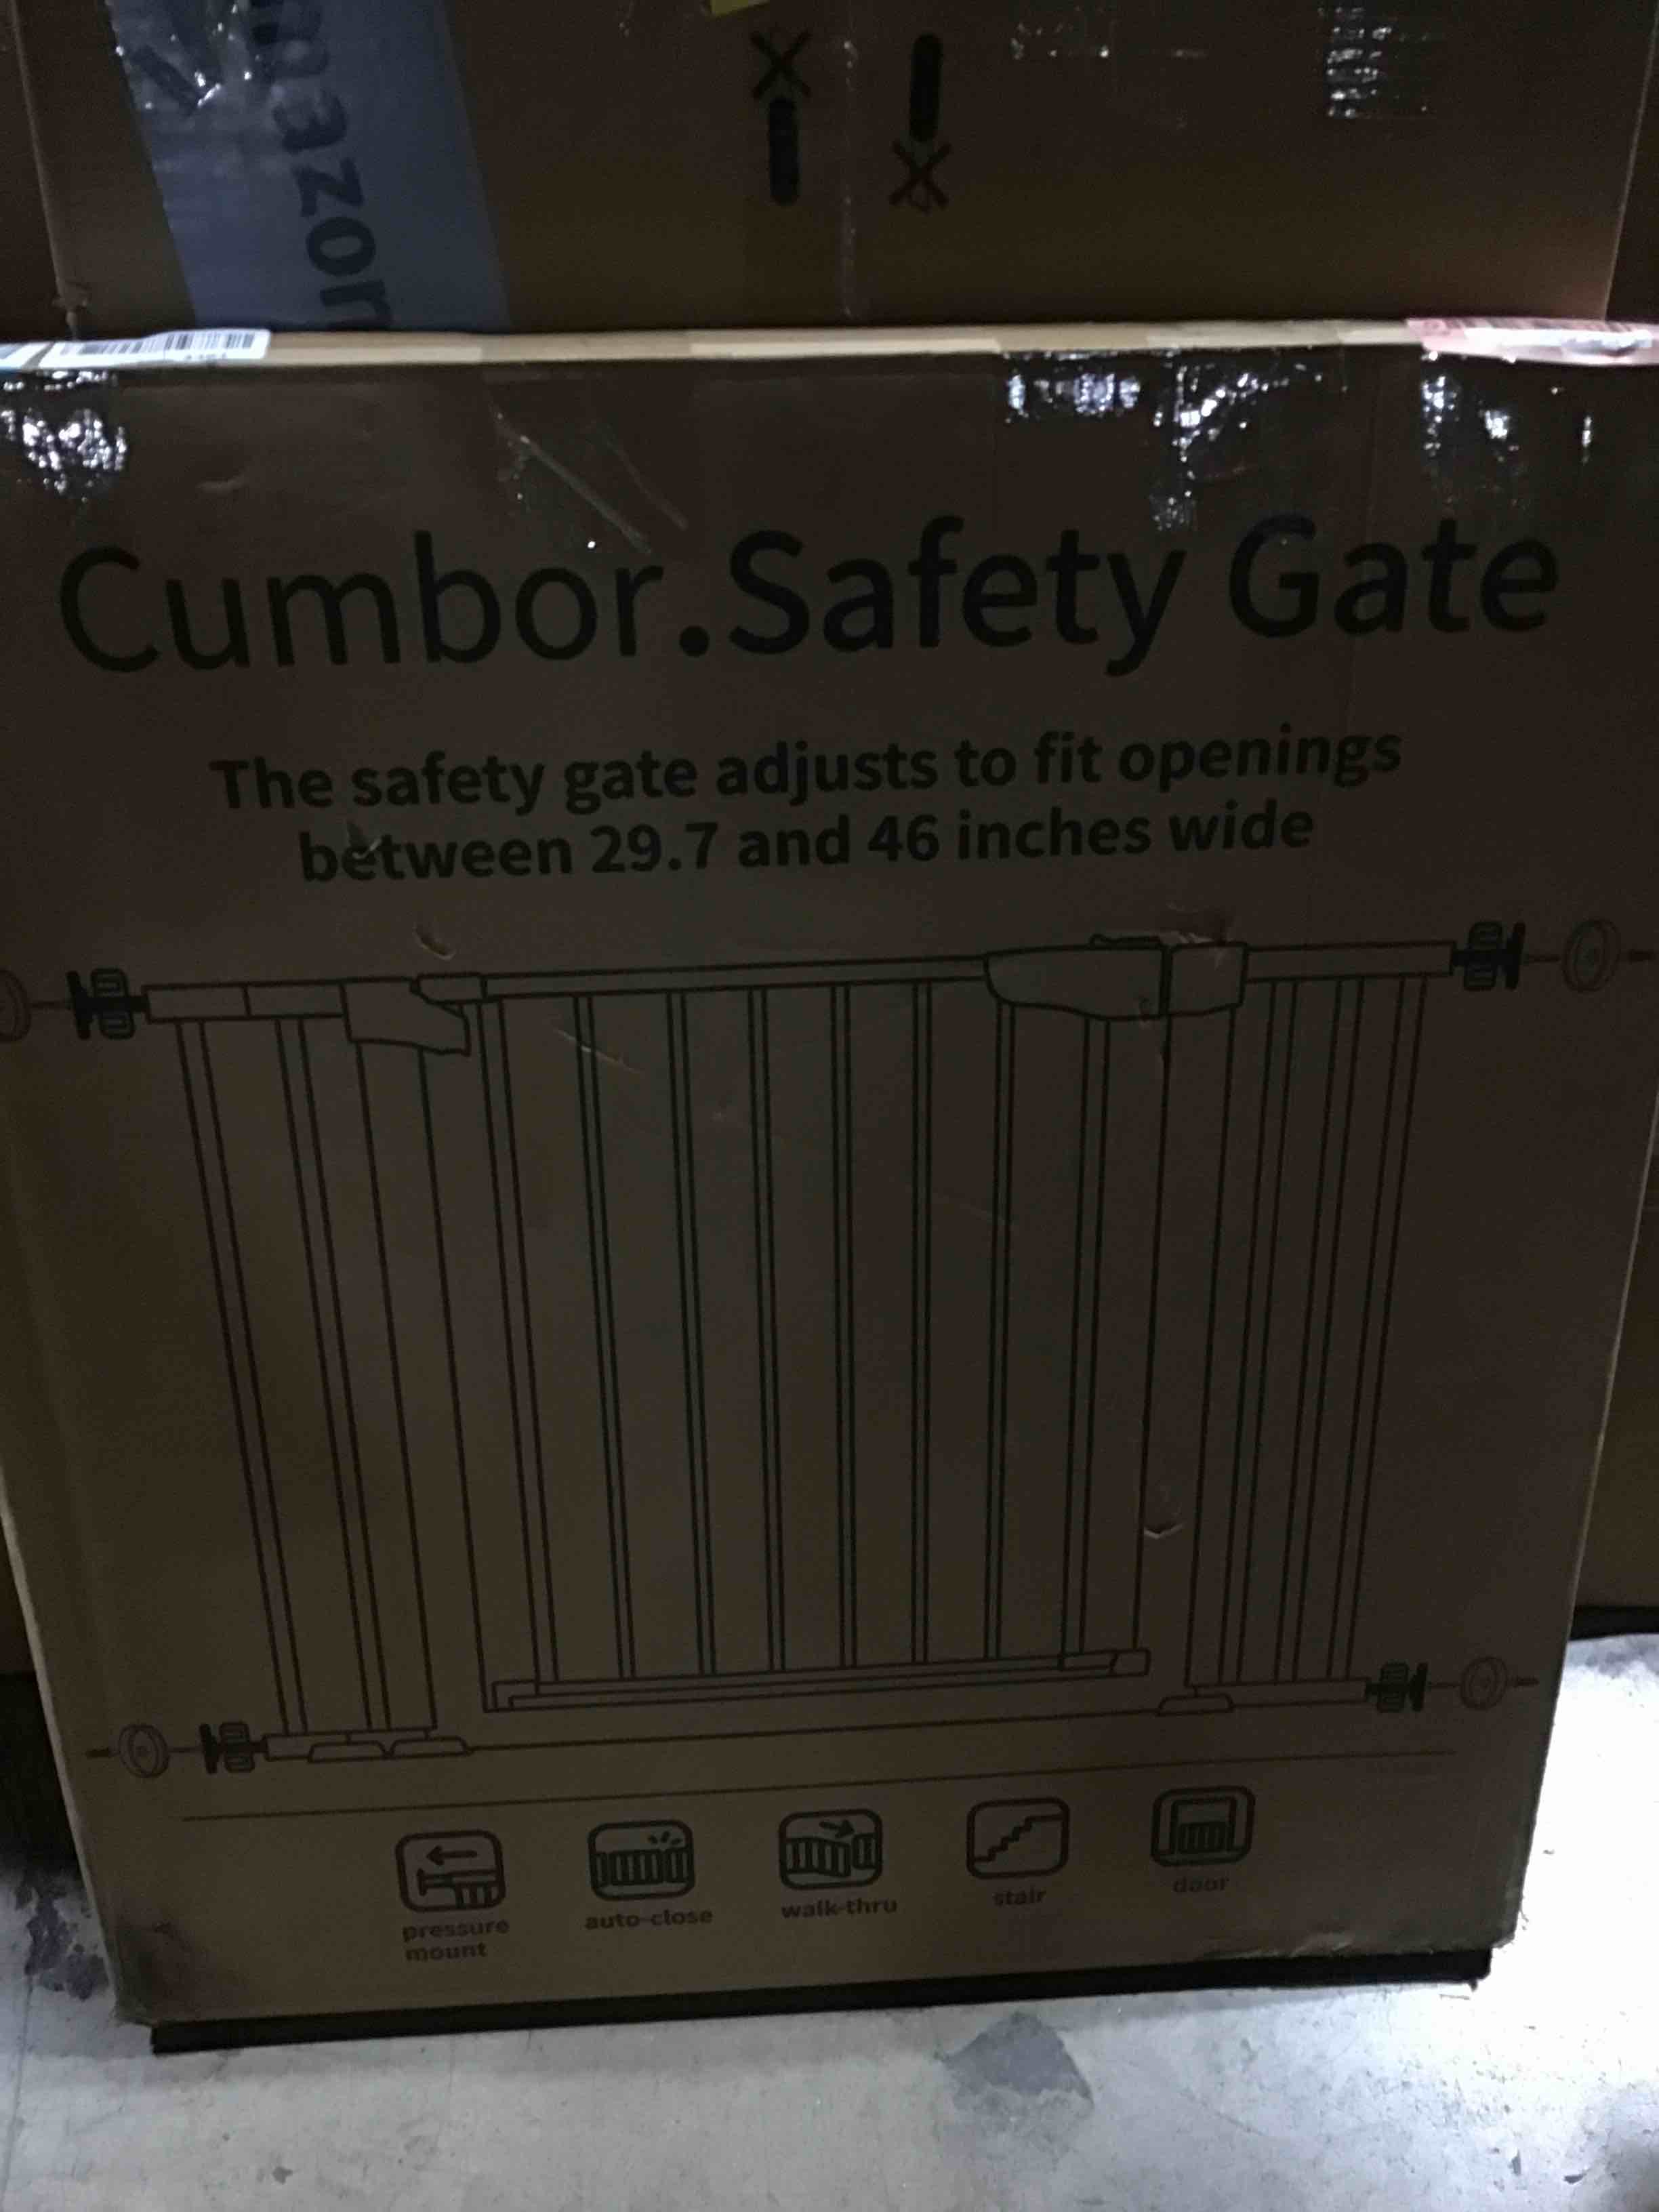 amazon
Cumbor.Safety Gate
The safety gate adjusts to fit openings
between 29.7 and 46 inches wide
pressure
mount
auto-close
walk-thru
stair
door